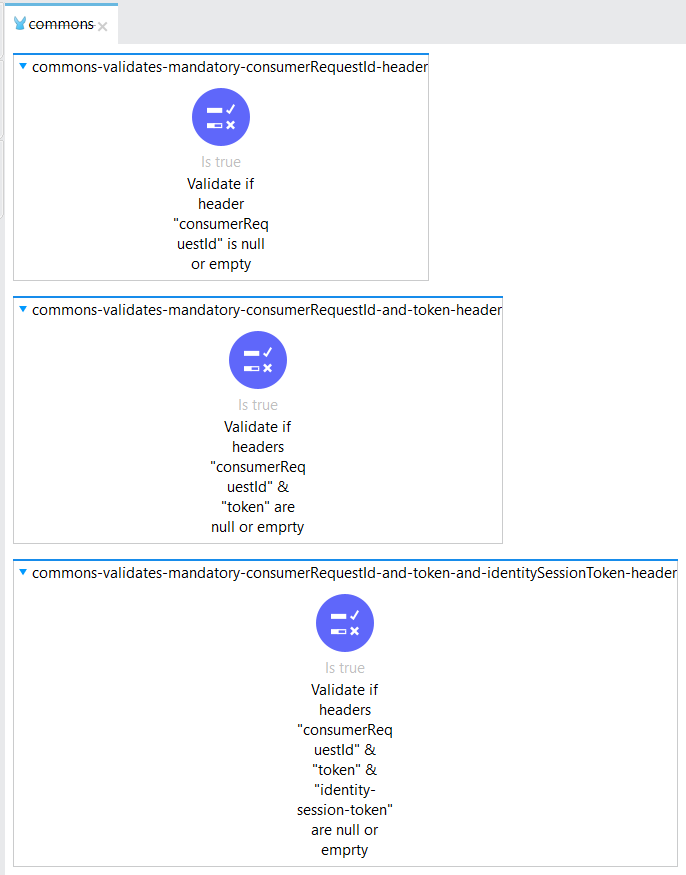 commons
commons-validates-mandatory-consumerRequestId-header
Is true
Validate if
header
"consumerReq
uestId" is null
or empty
commons-validates-mandatory-consumerRequestId-and-token-header
Is true
Validate if
headers
"consumerReq
uestId" &
"token" are
null or emprty
commons-validates-mandatory-consumerRequestId-and-token-and-identitySessionToken-header
Is true
Validate if
headers
"consumerReq
uestId" &
"token" &
"identity-
session-token"
are null or
emprty